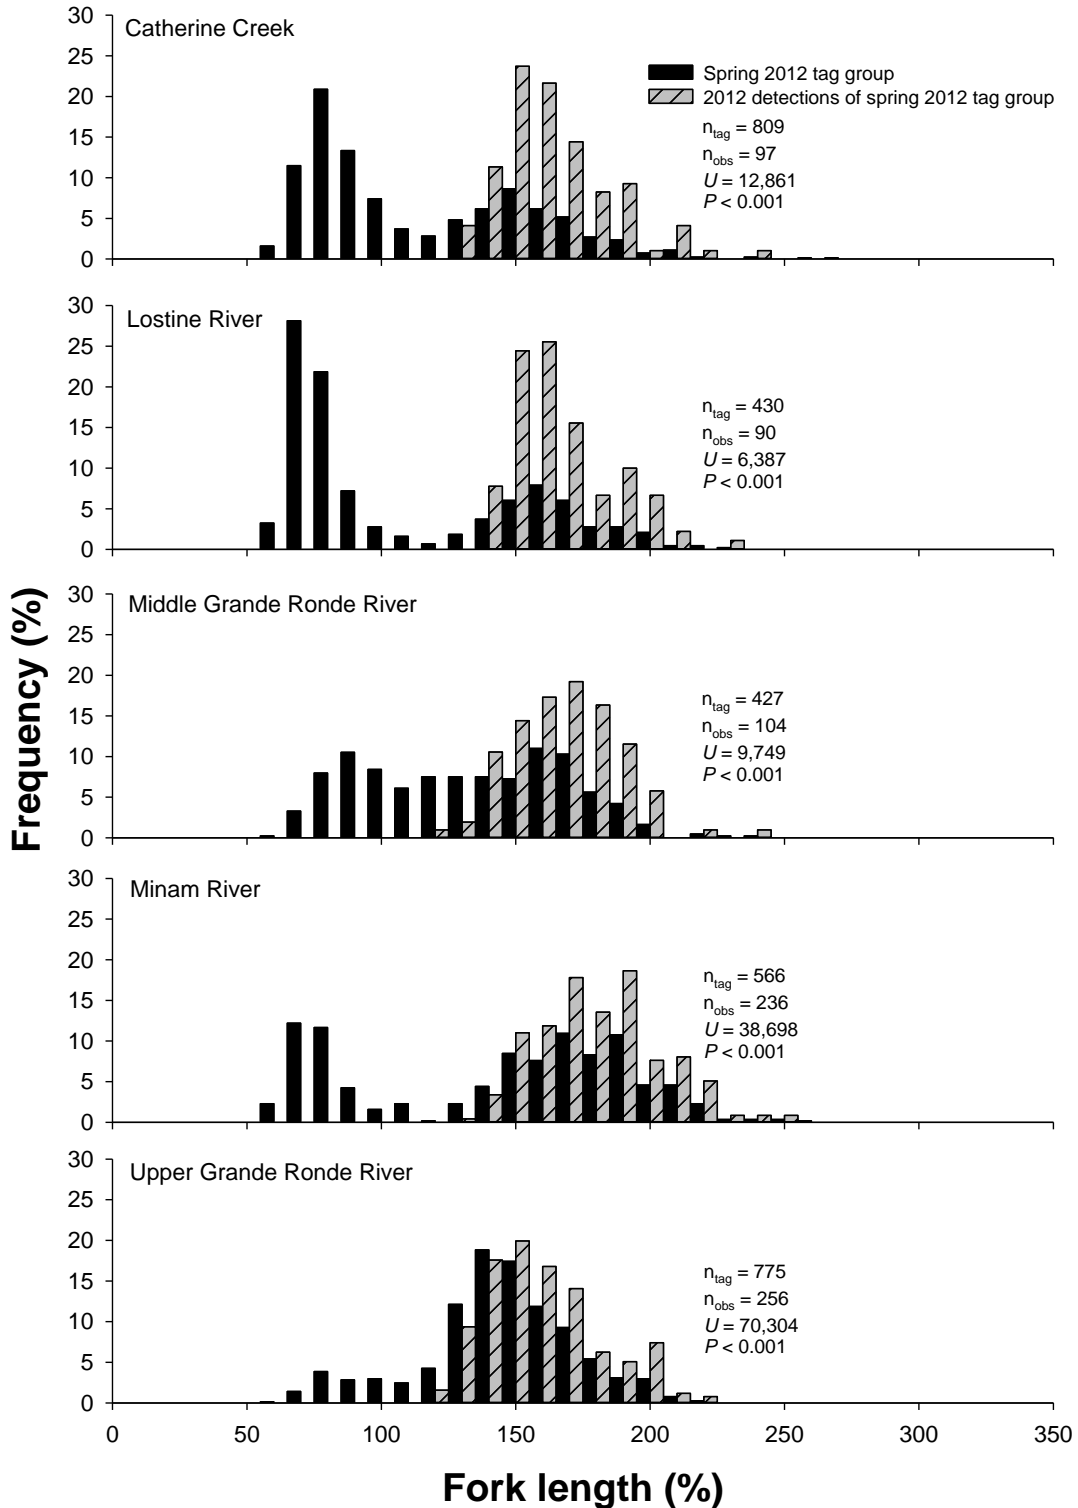 Catherine Creek
30
25
20
15
10
5
0
Spring 2012 tag group
2012 detections of spring 2012 tag group
n_tag = 809
n_obs = 97
U = 12,861
P < 0.001
Lostine River
30
25
20
15
10
5
0
n_tag = 430
n_obs = 90
U = 6,387
P < 0.001
Frequency (%)
Middle Grande Ronde River
30
25
20
15
10
5
0
n_tag = 427
n_obs = 104
U = 9,749
P < 0.001
Minam River
30
25
20
15
10
5
0
n_tag = 566
n_obs = 236
U = 38,698
P < 0.001
Upper Grande Ronde River
30
25
20
15
10
5
0
n_tag = 775
n_obs = 256
U = 70,304
P < 0.001
0 50 100 150 200 250 300 350
Fork length (%)